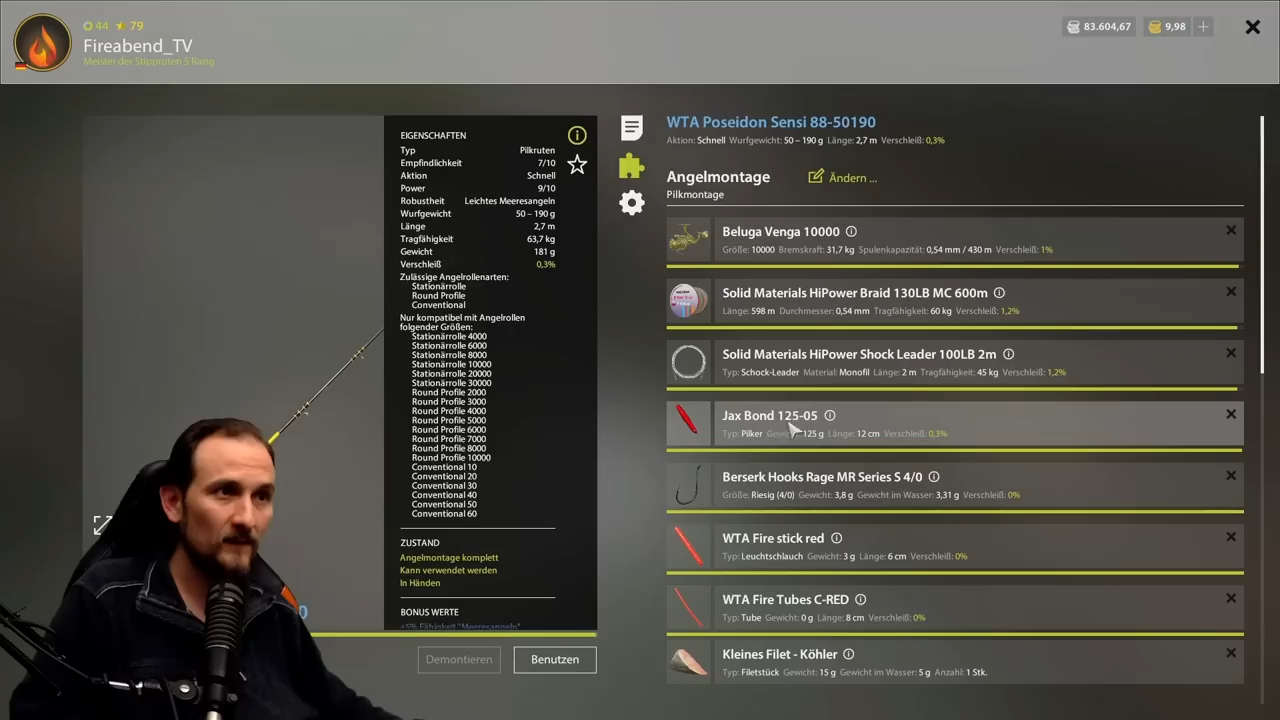 44 79
Fireabend_TV
Meister der Stippruten 5 Rang
83.604,67 9,98 +
EIGENSCHAFTEN
Typ Pilkruten
Empfindlichkeit 7/10
Aktion Schnell
Power 9/10
Robustheit Leichtes Meeresangeln
Wurfgewicht 50 – 190 g
Länge 2,7 m
Tragfähigkeit 63,7 kg
Gewicht 181 g
Verschleiß 0,3%
Zulässige Angelrollenarten:
Stationärrolle
Round Profile
Conventional
Nur kompatibel mit Angelrollen
folgender Größen:
Stationärrolle 4000
Stationärrolle 6000
Stationärrolle 8000
Stationärrolle 10000
Stationärrolle 20000
Stationärrolle 30000
Round Profile 2000
Round Profile 3000
Round Profile 4000
Round Profile 5000
Round Profile 6000
Round Profile 7000
Round Profile 8000
Round Profile 10000
Conventional 10
Conventional 20
Conventional 30
Conventional 40
Conventional 50
Conventional 60
ZUSTAND
Angelmontage komplett
Kann verwendet werden
In Händen
BONUS WERTE
+5% Fähigkeit "Meeresangeln"
0
Demontieren Benutzen
WTA Poseidon Sensi 88-50190
Aktion: Schnell Wurfgewicht: 50 – 190 g Länge: 2,7 m Verschleiß: 0,3%
Angelmontage Ändern ...
Pilkmontage
Beluga Venga 10000
Größe: 10000 Bremskraft: 31,7 kg Spulenkapazität: 0,54 mm / 430 m Verschleiß: 1%
Solid Materials HiPower Braid 130LB MC 600m
Länge: 598 m Durchmesser: 0,54 mm Tragfähigkeit: 60 kg Verschleiß: 1,2%
Solid Materials HiPower Shock Leader 100LB 2m
Typ: Schock-Leader Material: Monofil Länge: 2 m Tragfähigkeit: 45 kg Verschleiß: 1,2%
Jax Bond 125-05
Typ: Pilker Gewicht: 125 g Länge: 12 cm Verschleiß: 0,3%
Berserk Hooks Rage MR Series S 4/0
Größe: Riesig (4/0) Gewicht: 3,8 g Gewicht im Wasser: 3,31 g Verschleiß: 0%
WTA Fire stick red
Typ: Leuchtschlauch Gewicht: 3 g Länge: 6 cm Verschleiß: 0%
WTA Fire Tubes C-RED
Typ: Tube Gewicht: 0 g Länge: 8 cm Verschleiß: 0%
Kleines Filet - Köhler
Typ: Filetstück Gewicht: 15 g Gewicht im Wasser: 5 g Anzahl: 1 Stk.